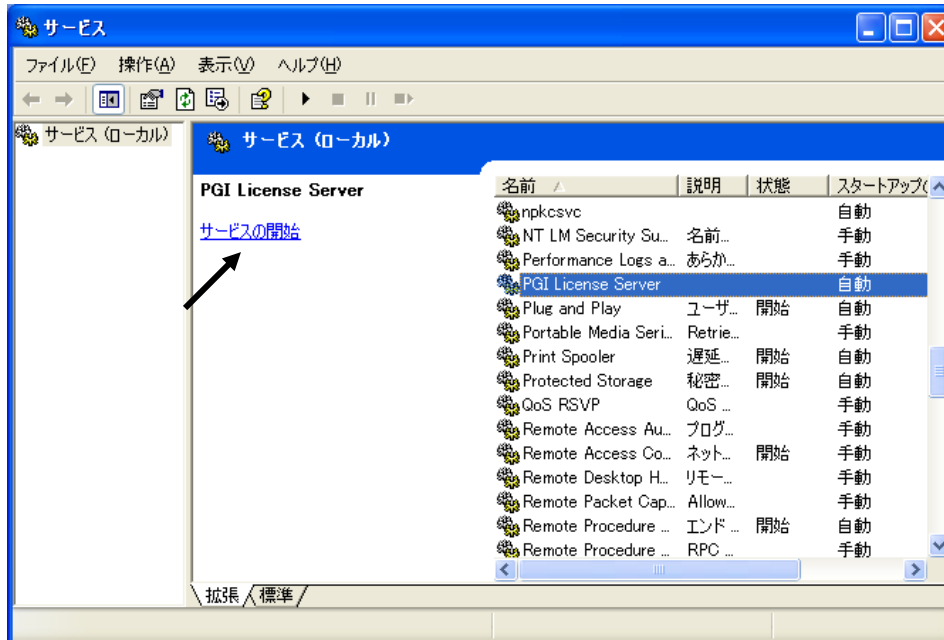 サービス
ファイル(F) 操作(A) 表示(V) ヘルプ(H)
サービス (ローカル)
サービス (ローカル)
PGI License Server
サービスの開始
名前 説明 状態 スタートアップ(
npkcsvc 自動
NT LM Security Su... 名前... 手動
Performance Logs a... あらか... 手動
PGI License Server 自動
Plug and Play ユーザ... 開始 自動
Portable Media Seri... Retrie... 手動
Print Spooler 遅延... 開始 自動
Protected Storage 秘密... 開始 自動
QoS RSVP QoS ... 手動
Remote Access Au... プログ... 手動
Remote Access Co... ネット... 開始 手動
Remote Desktop H... リモー... 手動
Remote Packet Cap... Allow... 手動
Remote Procedure ... エンド ... 開始 自動
Remote Procedure ... RPC ... 手動
拡張 標準